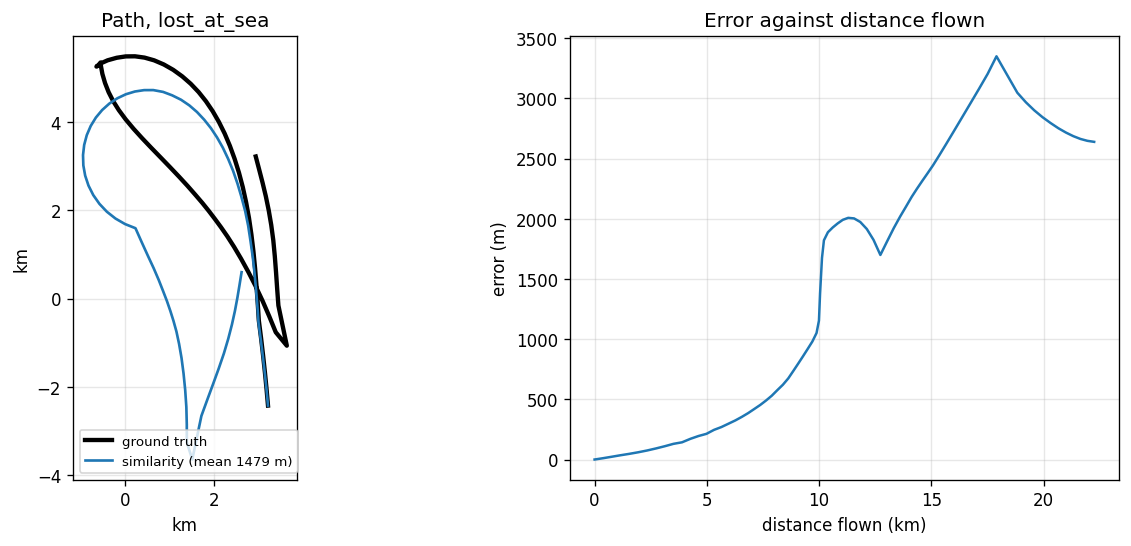 Path, lost_at_sea
4
2
0
−2
−4
km
0
2
km
ground truth
similarity (mean 1479 m)
Error against distance flown
3500
3000
2500
2000
1500
1000
500
0
error (m)
0
5
10
15
20
distance flown (km)